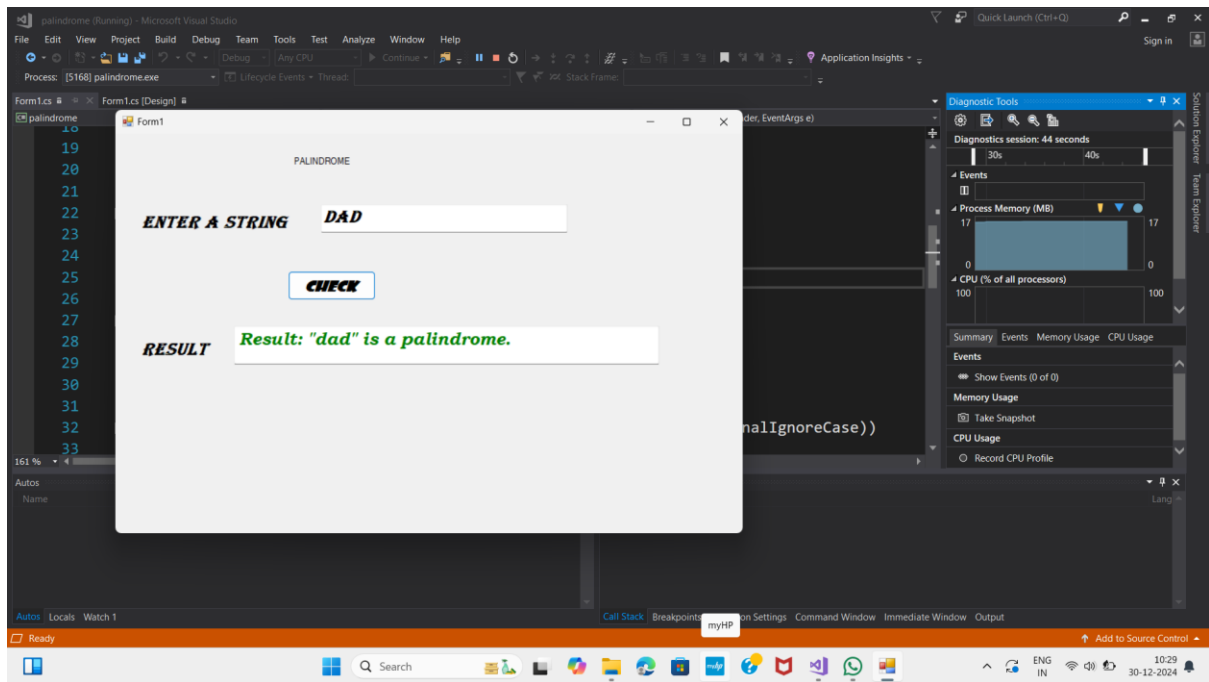 palindrome (Running) - Microsoft Visual Studio
Quick Launch (Ctrl+Q)
File Edit View Project Build Debug Team Tools Test Analyze Window Help
Sign in
Debug Any CPU Continue Application Insights
Process: [5168] palindrome.exe Lifecycle Events Thread: Stack Frame:
Form1.cs Form1.cs [Design]
palindrome
der, EventArgs e)
18
19
20
21
22
23
24
25
26
27
28
29
30
31
32 nalIgnoreCase))
33
161 %
Form1
PALINDROME
ENTER A STRING DAD
CHECK
RESULT Result: "dad" is a palindrome.
Diagnostic Tools
Diagnostics session: 44 seconds
30s 40s
Events
Process Memory (MB)
17 17
0 0
CPU (% of all processors)
100 100
Summary Events Memory Usage CPU Usage
Events
Show Events (0 of 0)
Memory Usage
Take Snapshot
CPU Usage
Record CPU Profile
Solution Explorer
Team Explorer
Autos
Name
Lang
Autos Locals Watch 1
Call Stack Breakpoints on Settings Command Window Immediate Window Output
myHP
Ready
Add to Source Control
Search
ENG
IN
10:29
30-12-2024